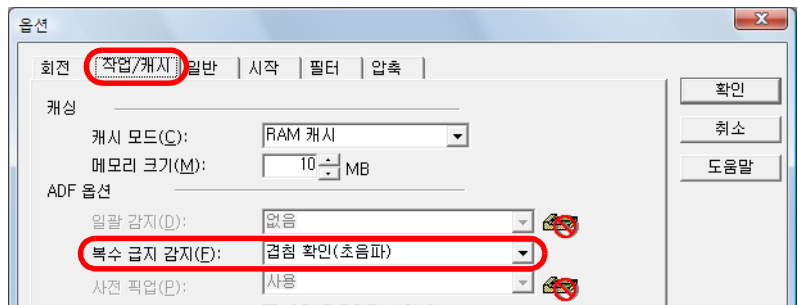 옵션
회전 작업/캐시 일반 시작 필터 압축
캐싱
캐시 모드(C): RAM 캐시
메모리 크기(M): 10 MB
ADF 옵션
일괄 감지(D): 없음
복수 급지 감지(F): 겹침 확인(초음파)
사전 픽업(P): 사용
확인
취소
도움말